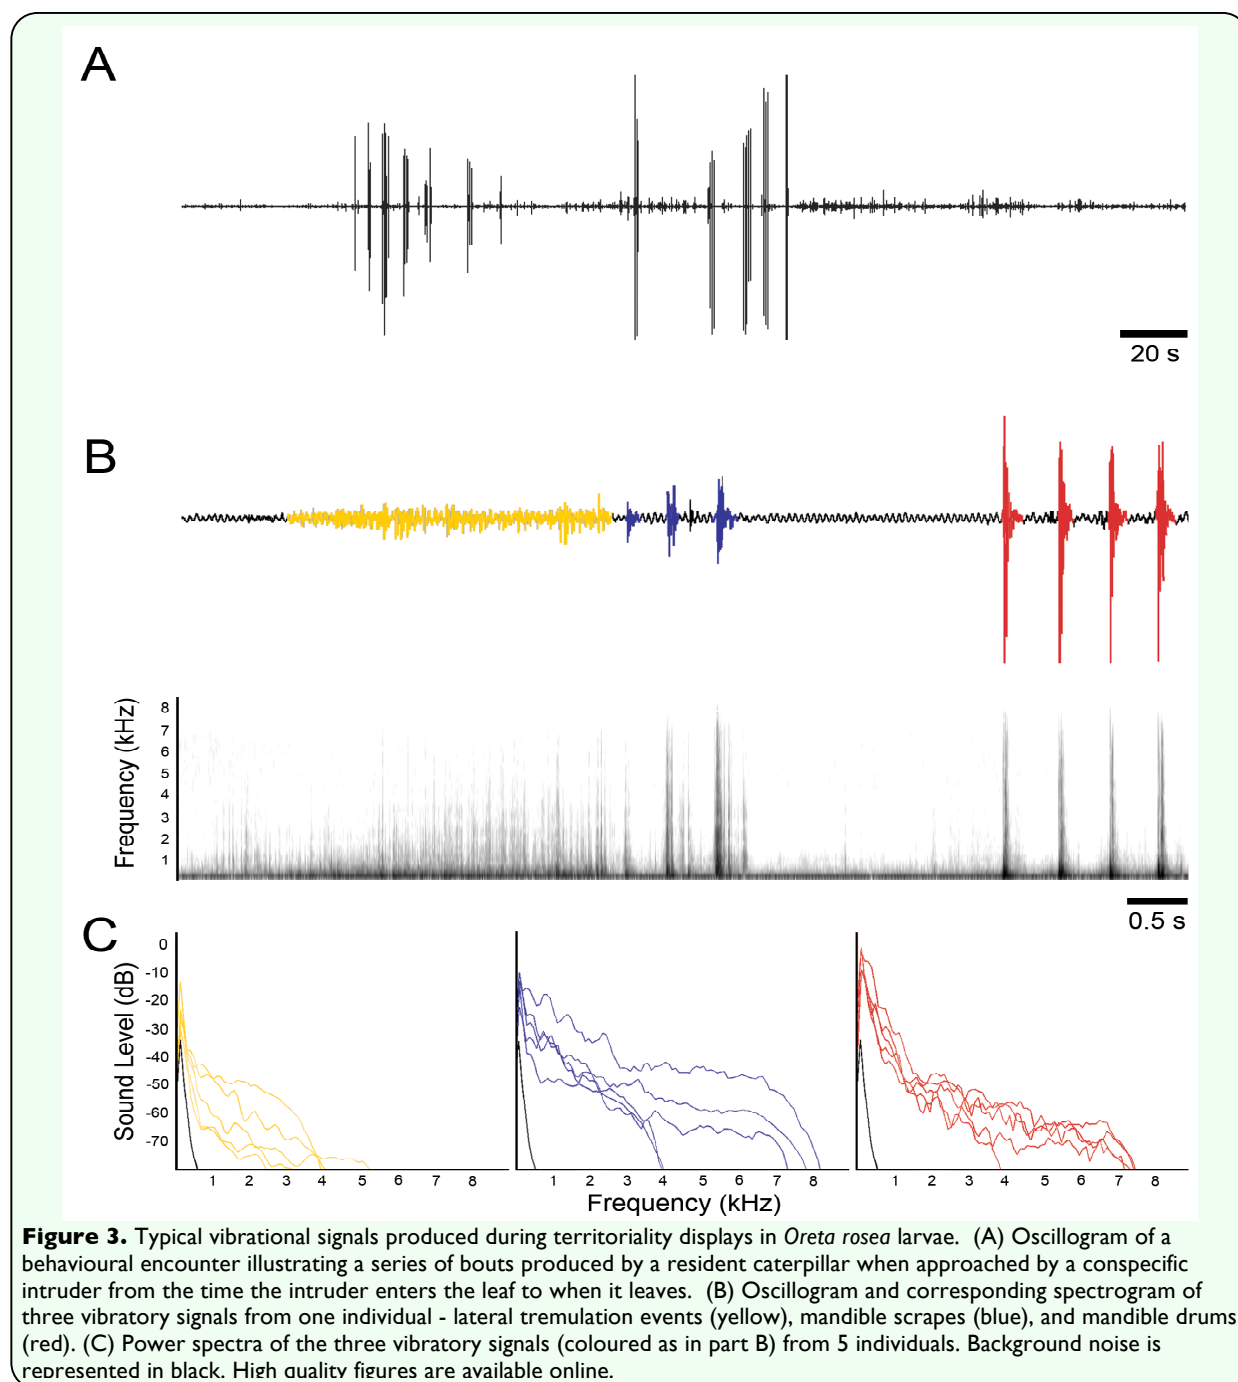 A
20 s
B
Frequency (kHz)
8
7
6
5
4
3
2
1
0.5 s
C
Sound Level (dB)
0
-10
-20
-30
-40
-50
-60
-70
1 2 3 4 5 6 7 8
1 2 3 4 5 6 7 8
1 2 3 4 5 6 7 8
Frequency (kHz)
Figure 3. Typical vibrational signals produced during territoriality displays in Oreta rosea larvae. (A) Oscillogram of a
behavioural encounter illustrating a series of bouts produced by a resident caterpillar when approached by a conspecific
intruder from the time the intruder enters the leaf to when it leaves. (B) Oscillogram and corresponding spectrogram of
three vibratory signals from one individual - lateral tremulation events (yellow), mandible scrapes (blue), and mandible drums
(red). (C) Power spectra of the three vibratory signals (coloured as in part B) from 5 individuals. Background noise is
represented in black. High quality figures are available online.